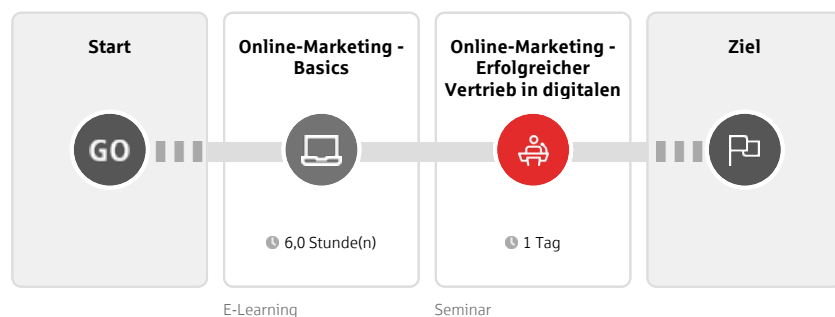 Start
GO
Online-Marketing -
Basics
6,0 Stunde(n)
E-Learning
Online-Marketing -
Erfolgreicher
Vertrieb in digitalen
1 Tag
Seminar
Ziel